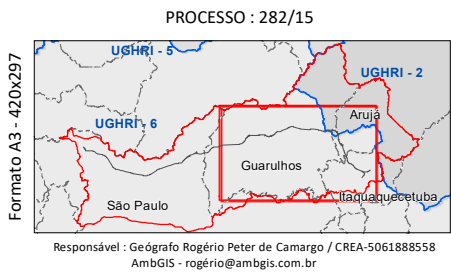 PROCESSO : 282/15
Formato A3 - 420x297
UGHRI - 5
UGHRI - 2
UGHRI - 6
Arujá
Guarulhos
Itaquaquecetuba
São Paulo
Responsável : Geógrafo Rogério Peter de Camargo / CREA-5061888558
AmbGIS - rogério@ambgis.com.br